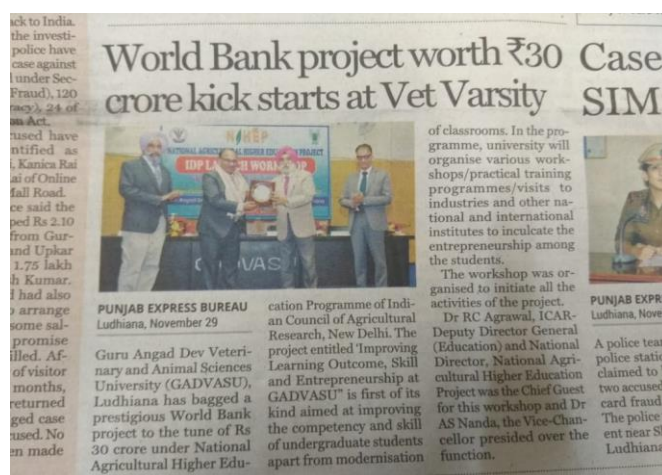 ck to India.
the investi-
police have
case against
l under Sec-
Fraud), 120
racy), 24 of
on Act.
used have
ntified as
, Kanica Rai
ai of Online
Mall Road.
ce said the
ped Rs 2.10
from Gur-
and Upkar
1.75 lakh
h Kumar.
l had also
arrange
some sal-
promise
illed. Af-
of visitor
months,
returned
ged case
used. No
en made
World Bank project worth ₹30
crore kick starts at Vet Varsity
NAHEP
NATIONAL AGRICULTURAL HIGHER EDUCATION PROJECT
IDP LAUNCH WORKSHOP
GADVASU
PUNJAB EXPRESS BUREAU
Ludhiana, November 29
Guru Angad Dev Veteri-
nary and Animal Sciences
University (GADVASU),
Ludhiana has bagged a
prestigious World Bank
project to the tune of Rs
30 crore under National
Agricultural Higher Edu-
cation Programme of Indi-
an Council of Agricultural
Research, New Delhi. The
project entitled 'Improving
Learning Outcome, Skill
and Entrepreneurship at
GADVASU" is first of its
kind aimed at improving
the competency and skill
of undergraduate students
apart from modernisation
of classrooms. In the pro-
gramme, university will
organise various work-
shops/practical training
programmes/visits to
industries and other na-
tional and international
institutes to inculcate the
entrepreneurship among
the students.
The workshop was or-
ganised to initiate all the
activities of the project.
Dr RC Agrawal, ICAR-
Deputy Director General
(Education) and National
Director, National Agri-
cultural Higher Education
Project was the Chief Guest
for this workshop and Dr
AS Nanda, the Vice-Chan-
cellor presided over the
function.
Case
SIM
PUNJAB EXPR
Ludhiana, Nove
A police tean
police statio
claimed to
two accused
card fraud
The police
ent near S
Ludhiana